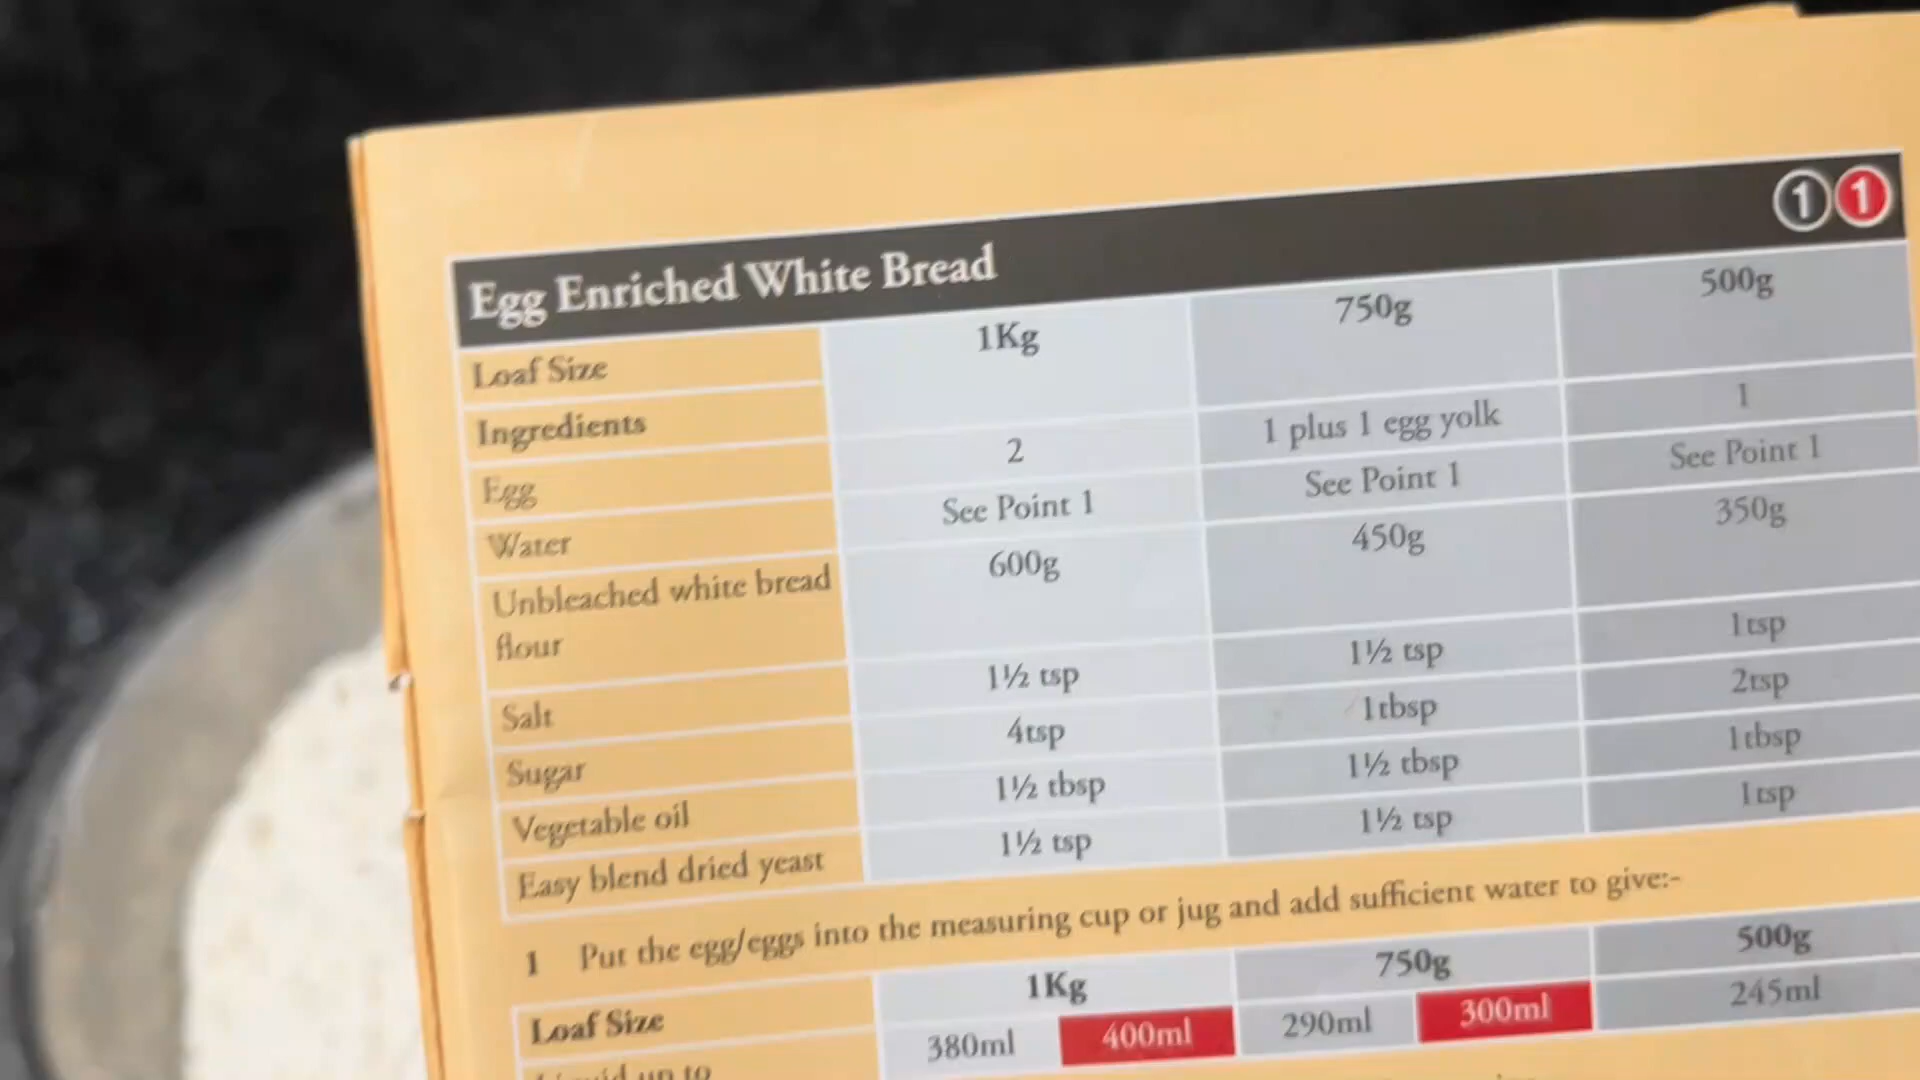 1 1
Egg Enriched White Bread
Loaf Size 1Kg 750g 500g
Ingredients
Egg 2 1 plus 1 egg yolk 1
Water See Point 1 See Point 1 See Point 1
Unbleached white bread 600g 450g 350g
flour
Salt 1½ tsp 1½ tsp 1tsp
Sugar 4tsp 1tbsp 2tsp
Vegetable oil 1½ tbsp 1½ tbsp 1tbsp
Easy blend dried yeast 1½ tsp 1½ tsp 1tsp
1 Put the egg/eggs into the measuring cup or jug and add sufficient water to give:-
Loaf Size 1Kg 750g 500g
380ml 400ml 290ml 300ml 245ml
up to